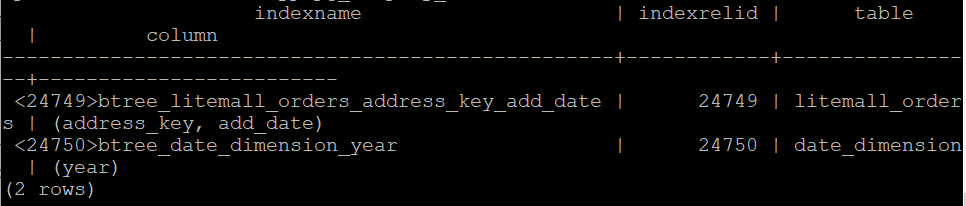 indexname | indexrelid | table
| column
----------------------------------------------+------------+--------------
--+--------------------------
<24749>btree_litemall_orders_address_key_add_date | 24749 | litemall_order
s | (address_key, add_date)
<24750>btree_date_dimension_year | 24750 | date_dimension
| (year)
(2 rows)